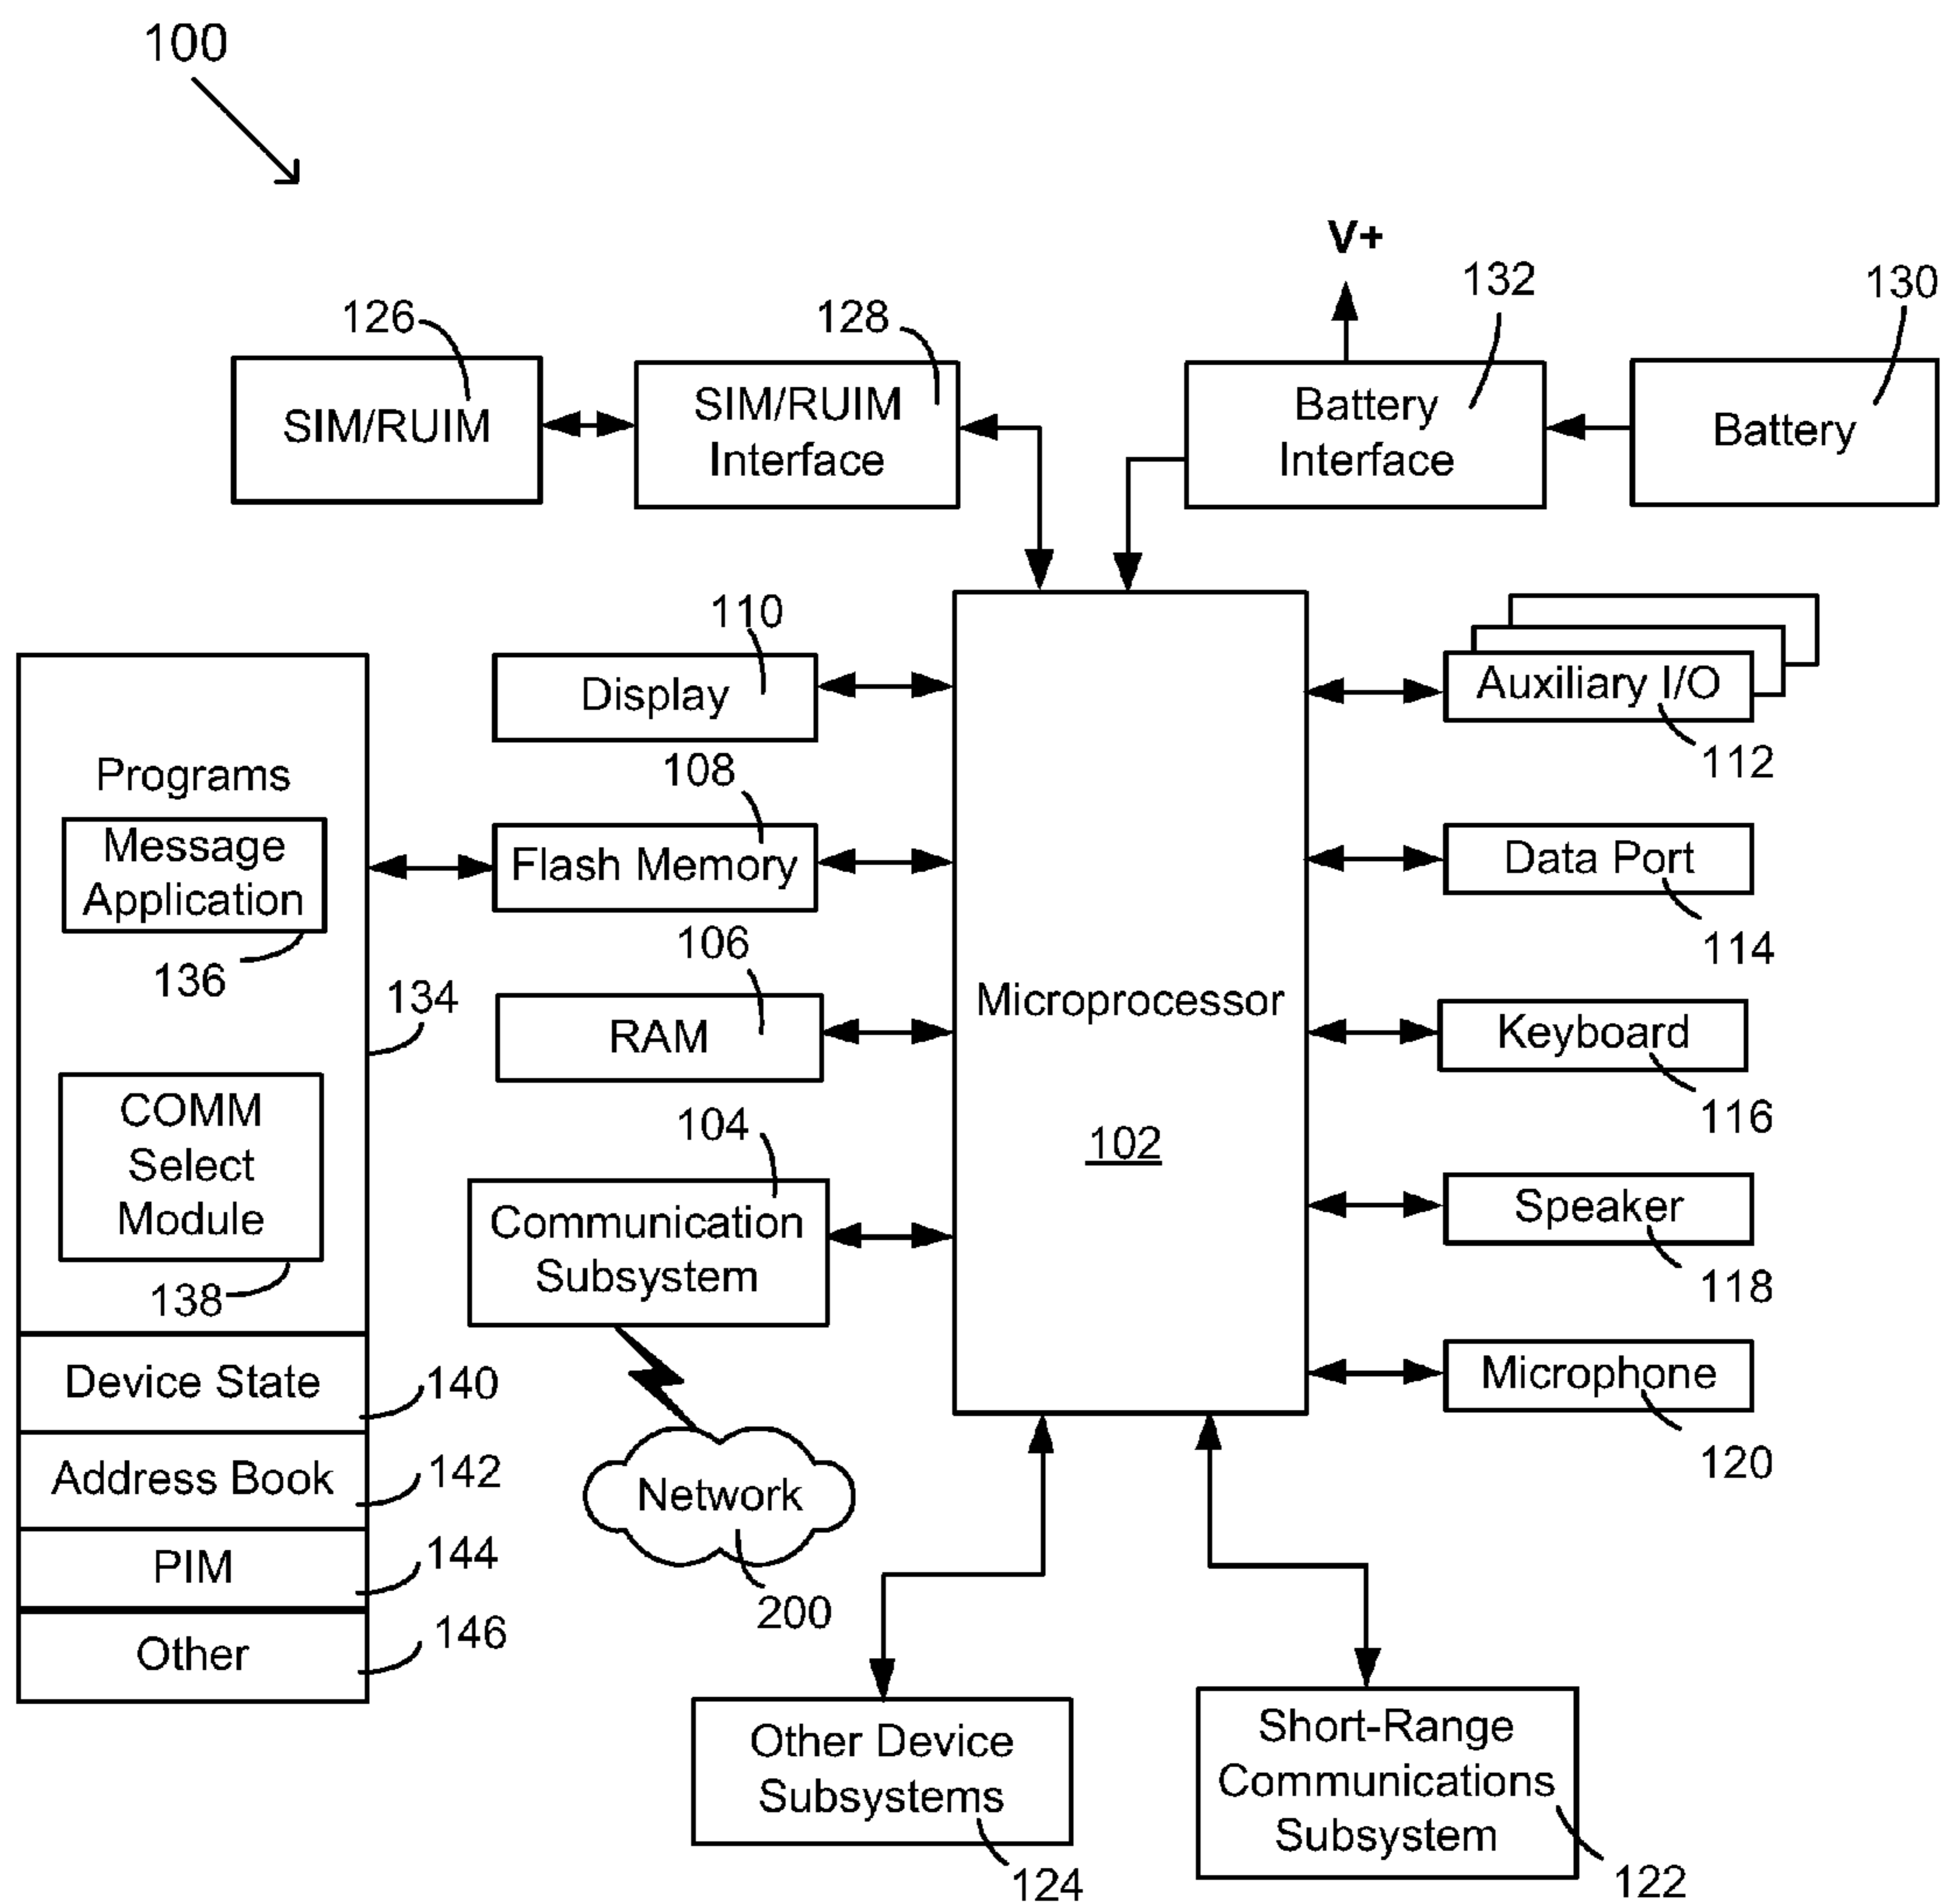 100
V+
132
130
126
128
SIM/RUIM
SIM/RUIM
Interface
Battery
Interface
Battery
110
Display
Auxiliary I/O
112
Programs
Message
Application
136
108
Flash Memory
Data Port
114
134
106
RAM
Microprocessor
102
Keyboard
116
COMM
Select
Module
138
104
Communication
Subsystem
Speaker
118
Device State
140
Microphone
120
Address Book
142
Network
200
PIM
144
Other
146
Other Device
Subsystems
124
Short-Range
Communications
Subsystem
122